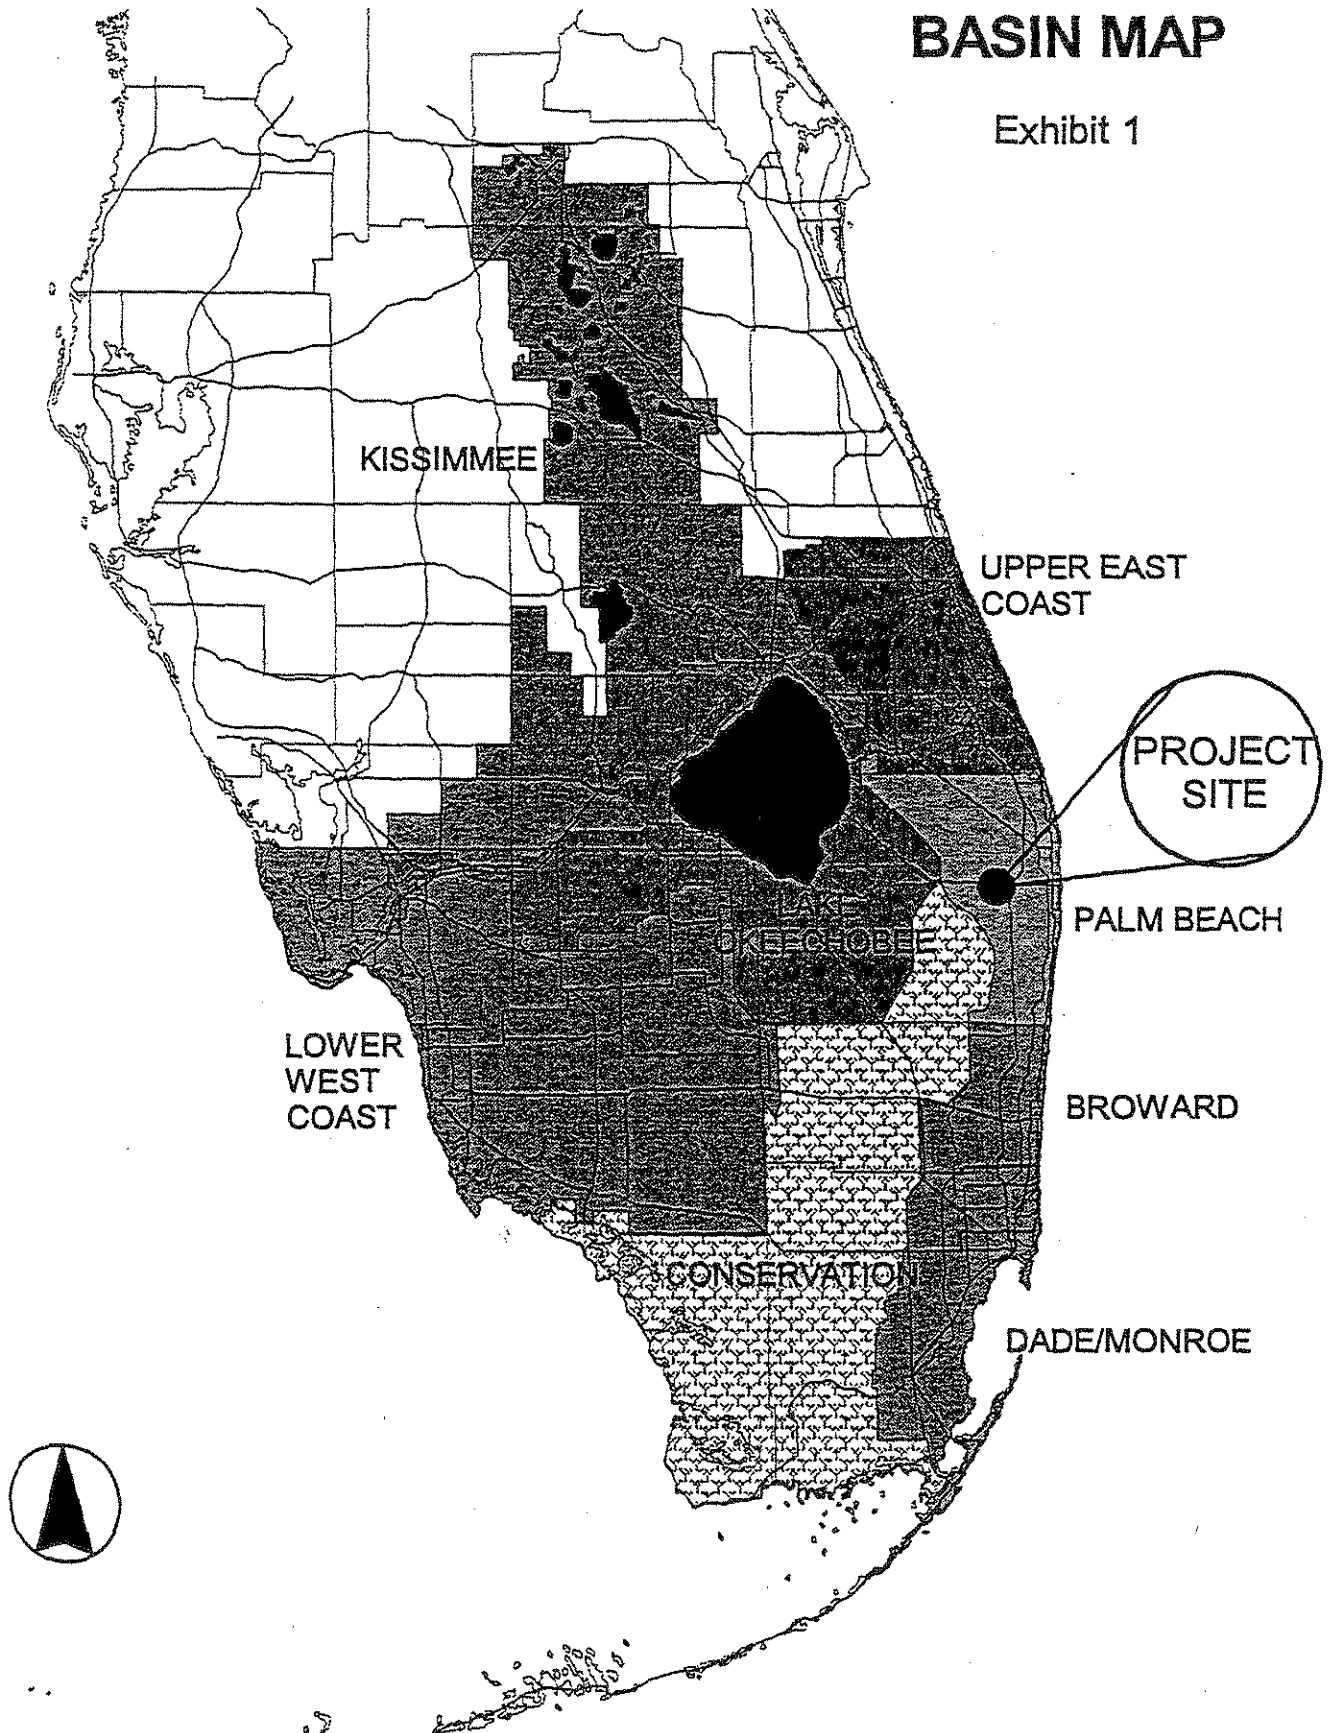 BASIN MAP
Exhibit 1
KISSIMMEE
UPPER EAST
COAST
PROJECT
SITE
LAKE
OKEECHOBEE
PALM BEACH
LOWER
WEST
COAST
BROWARD
CONSERVATION
DADE/MONROE